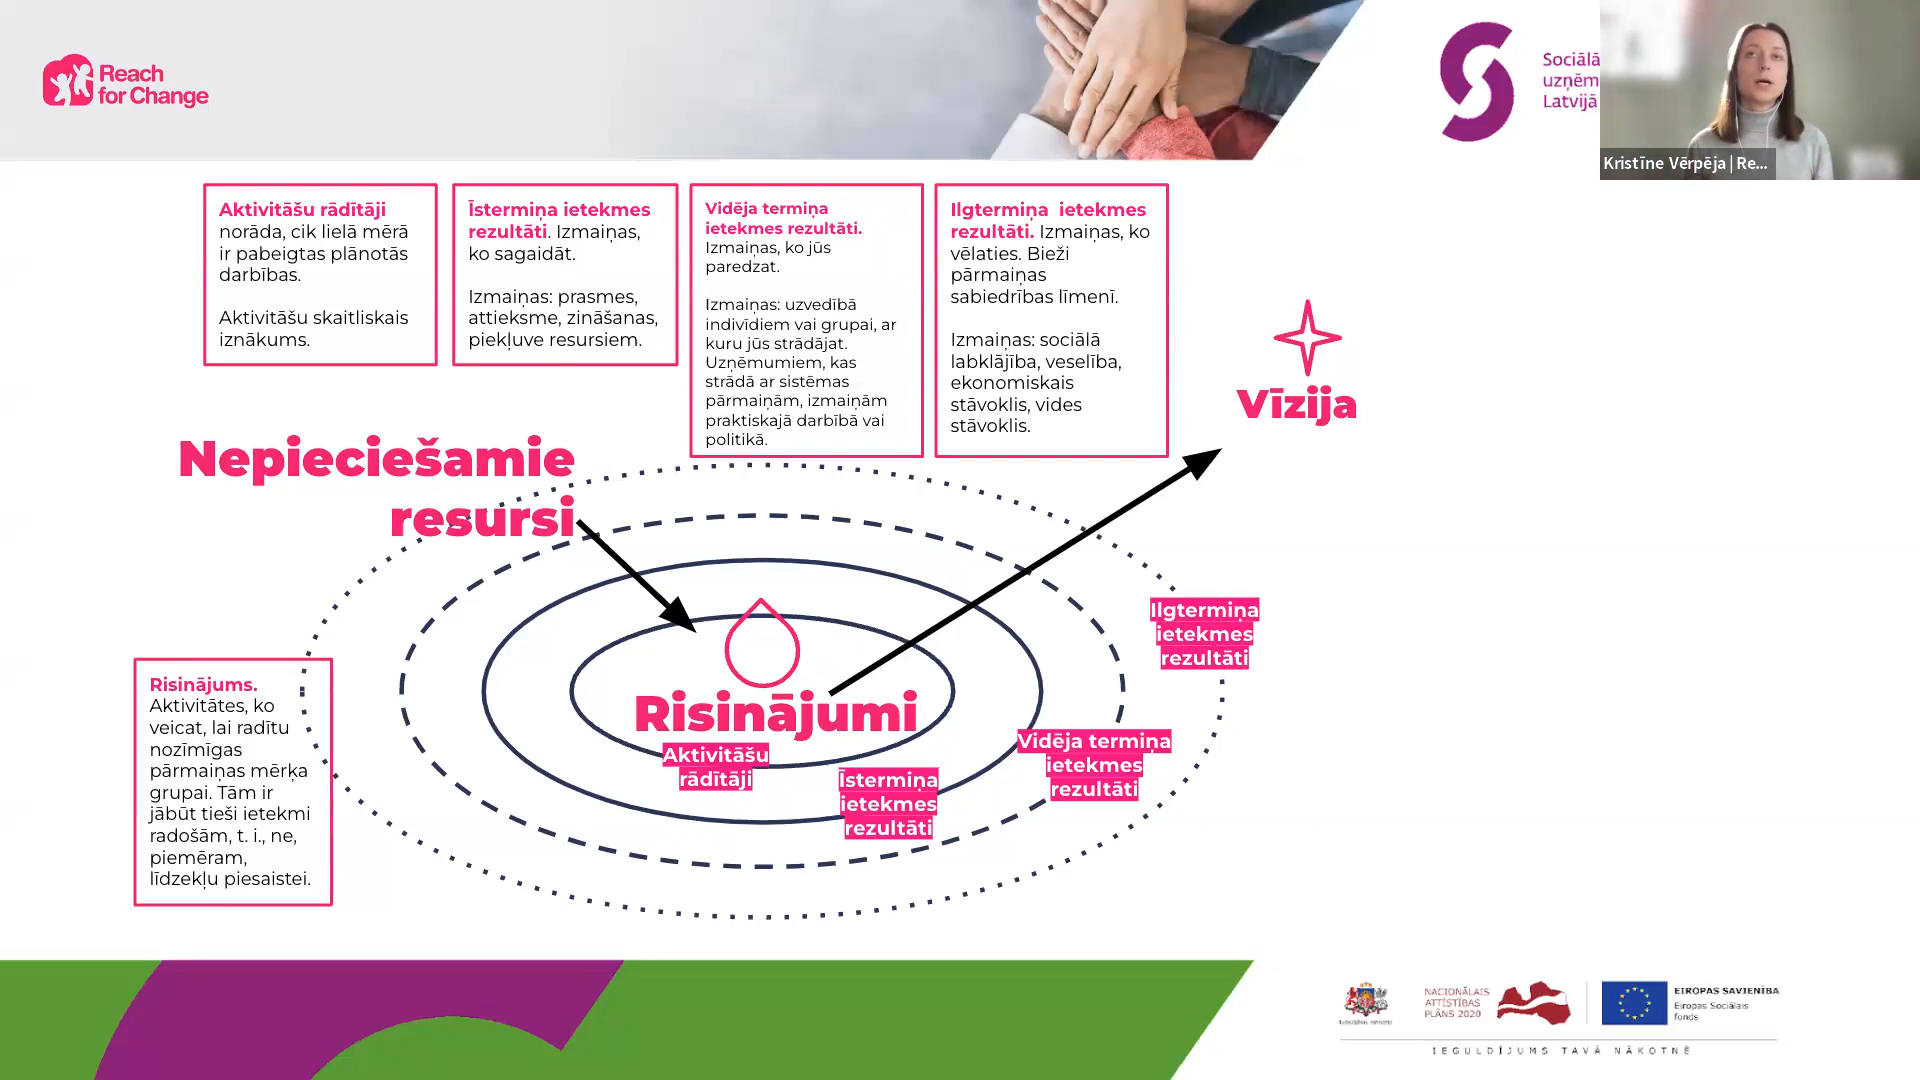 Reach
for Change
Sociālā
uzņēm
Latvijā
Kristīne Vērpēja | Re...
Aktivitāšu rādītāji
norāda, cik lielā mērā
ir pabeigtas plānotās
darbības.
Aktivitāšu skaitliskais
iznākums.
Īstermiņa ietekmes
rezultāti. Izmaiņas,
ko sagaidāt.
Izmaiņas: prasmes,
attieksme, zināšanas,
piekļuve resursiem.
Vidēja termiņa
ietekmes rezultāti.
Izmaiņas, ko jūs
paredzat.
Izmaiņas: uzvedībā
indivīdiem vai grupai, ar
kuru jūs strādājat.
Uzņēmumiem, kas
strādā ar sistēmas
pārmaiņām, izmaiņām
praktiskajā darbībā vai
politikā.
Ilgtermiņa ietekmes
rezultāti. Izmaiņas, ko
vēlaties. Bieži
pārmaiņas
sabiedrības līmenī.
Izmaiņas: sociālā
labklājība, veselība,
ekonomiskais
stāvoklis, vides
stāvoklis.
Vīzija
Nepieciešamie
resursi
Ilgtermiņa
ietekmes
rezultāti
Risinājums.
Aktivitātes, ko
veicat, lai radītu
nozīmīgas
pārmaiņas mērķa
grupai. Tām ir
jābūt tieši ietekmi
radošām, t. i., ne,
piemēram,
līdzekļu piesaistei.
Risinājumi
Aktivitāšu
rādītāji
Īstermiņa
ietekmes
rezultāti
Vidēja termiņa
ietekmes
rezultāti
NACIONĀLAIS
ATTĪSTĪBAS
PLĀNS 2020
EIROPAS SAVIENĪBA
Eiropas Sociālais
fonds
IEGULDĪJUMS TAVĀ NĀKOTNĒ